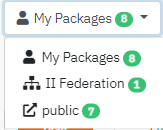 My Packages 8
My Packages 8
II Federation 1
public 7